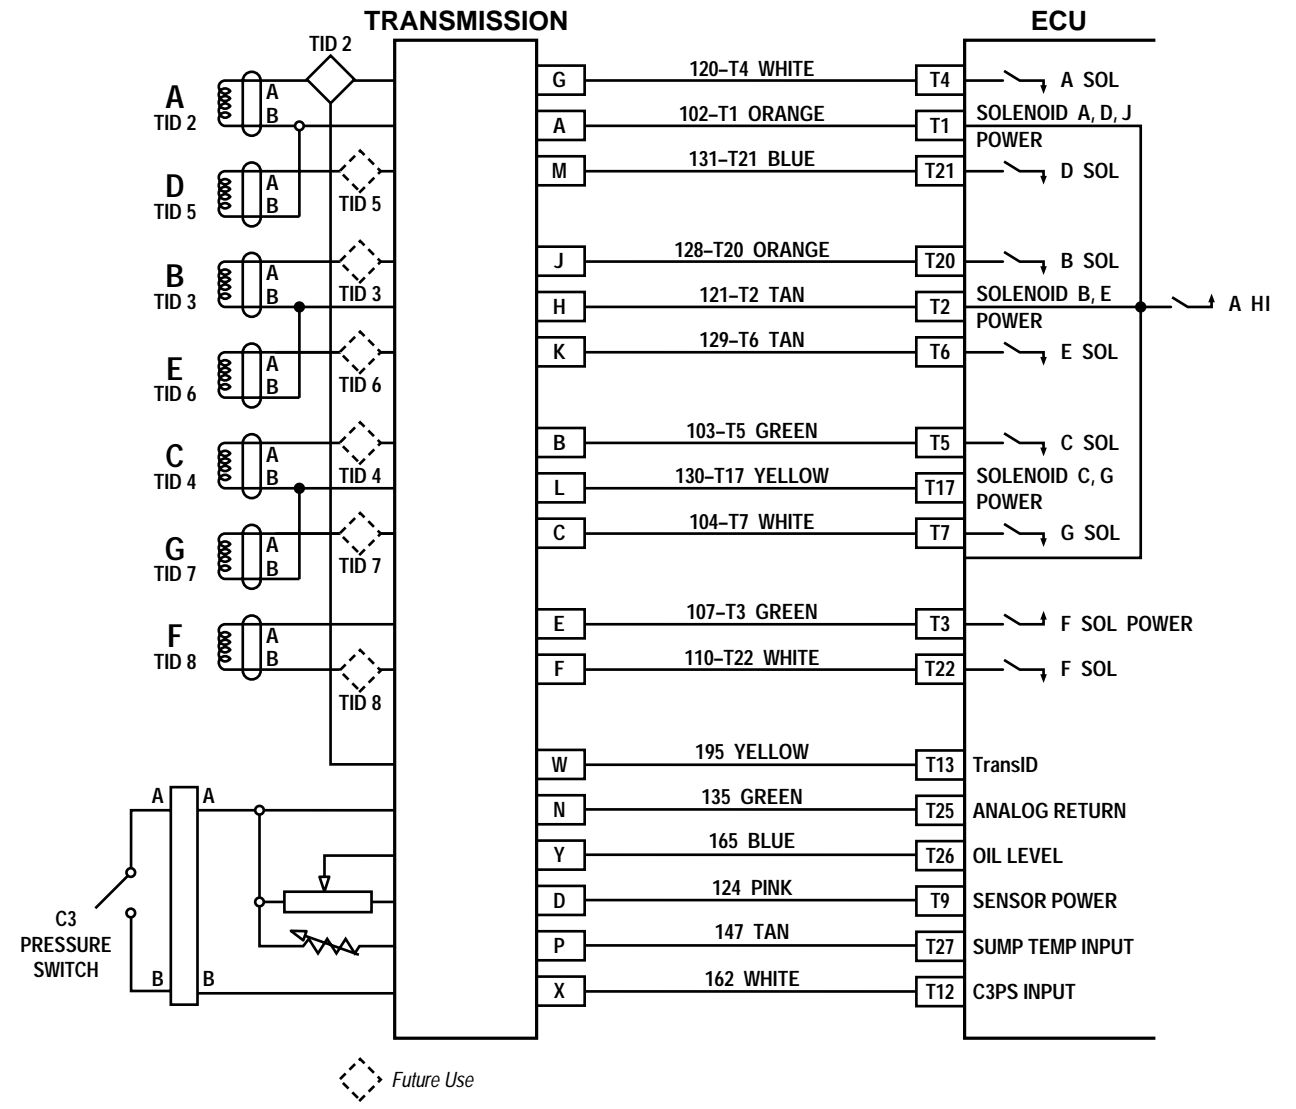 TRANSMISSION ECU
TID 2
A
TID 2
A
B
G 120–T4 WHITE T4 A SOL
A 102–T1 ORANGE T1 SOLENOID A, D, J
POWER
D
TID 5
A
B
TID 5
M 131–T21 BLUE T21 D SOL
B
TID 3
A
B
TID 3
J 128–T20 ORANGE T20 B SOL
H 121–T2 TAN T2 SOLENOID B, E
POWER
A HI
E
TID 6
A
B
TID 6
K 129–T6 TAN T6 E SOL
C
TID 4
A
B
TID 4
B 103–T5 GREEN T5 C SOL
L 130–T17 YELLOW T17 SOLENOID C, G
POWER
G
TID 7
A
B
TID 7
C 104–T7 WHITE T7 G SOL
F
TID 8
A
B
TID 8
E 107–T3 GREEN T3 F SOL POWER
F 110–T22 WHITE T22 F SOL
W 195 YELLOW T13 TransID
A A
N 135 GREEN T25 ANALOG RETURN
Y 165 BLUE T26 OIL LEVEL
D 124 PINK T9 SENSOR POWER
C3
PRESSURE
SWITCH
P 147 TAN T27 SUMP TEMP INPUT
B B
X 162 WHITE T12 C3PS INPUT
Future Use